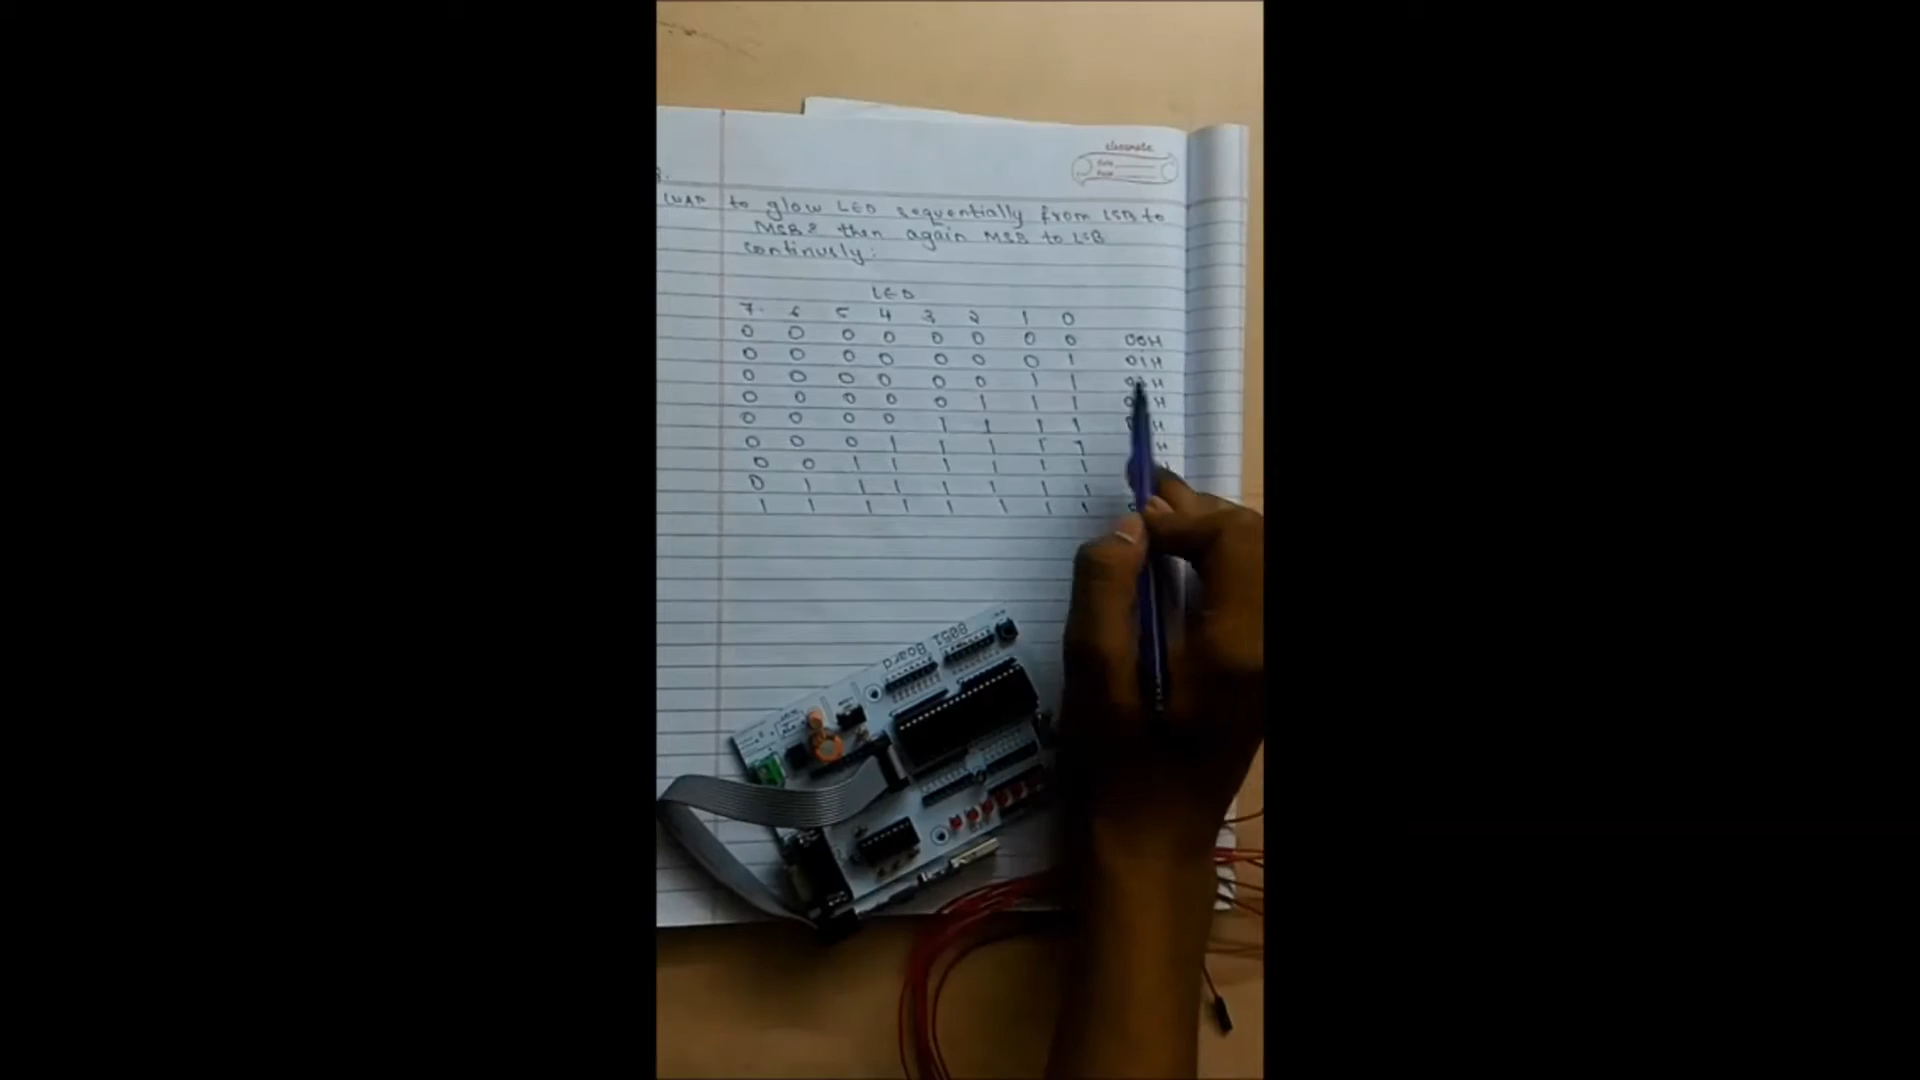 classmate
Date
Page
WAP to glow LED sequentially from LSB to
MSB & then again MSB to LSB
continusly:
LED
7. 6 5 4 3 2 1 0
0 0 0 0 0 0 0 0 00H
0 0 0 0 0 0 0 1 01H
0 0 0 0 0 0 1 1 H
0 0 0 0 0 1 1 1 H
0 0 0 0 1 1 1 1 H
0 0 0 1 1 1 1 1 H
0 0 1 1 1 1 1 1
0 1 1 1 1 1 1 1
1 1 1 1 1 1 1 1
8051 Board